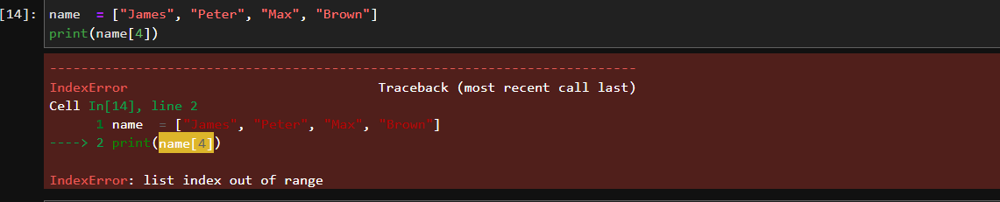 [14]: name  = ["James", "Peter", "Max", "Brown"]
print(name[4])
---------------------------------------------------------------------------
IndexError                                Traceback (most recent call last)
Cell In[14], line 2
      1 name  = ["James", "Peter", "Max", "Brown"]
----> 2 print(name[4])
IndexError: list index out of range